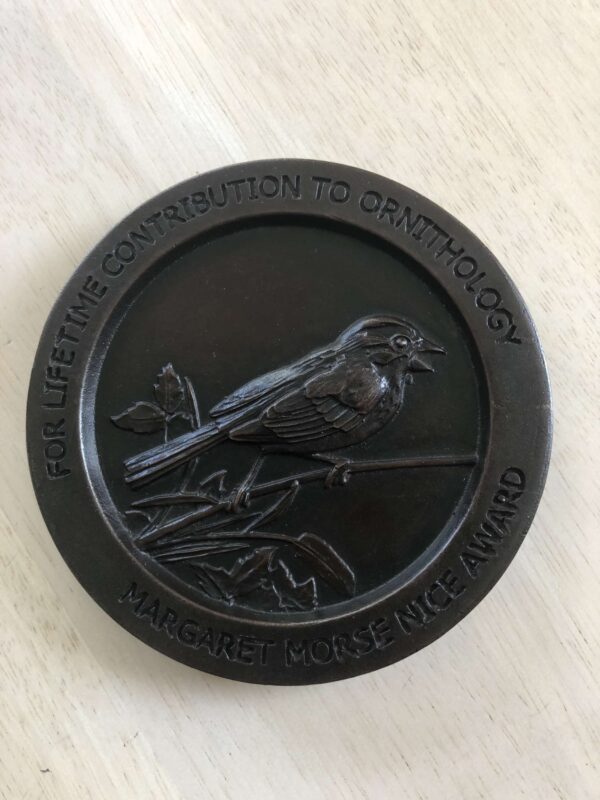 FOR LIFETIME CONTRIBUTION TO ORNITHOLOGY
MARGARET MORSE NICE AWARD